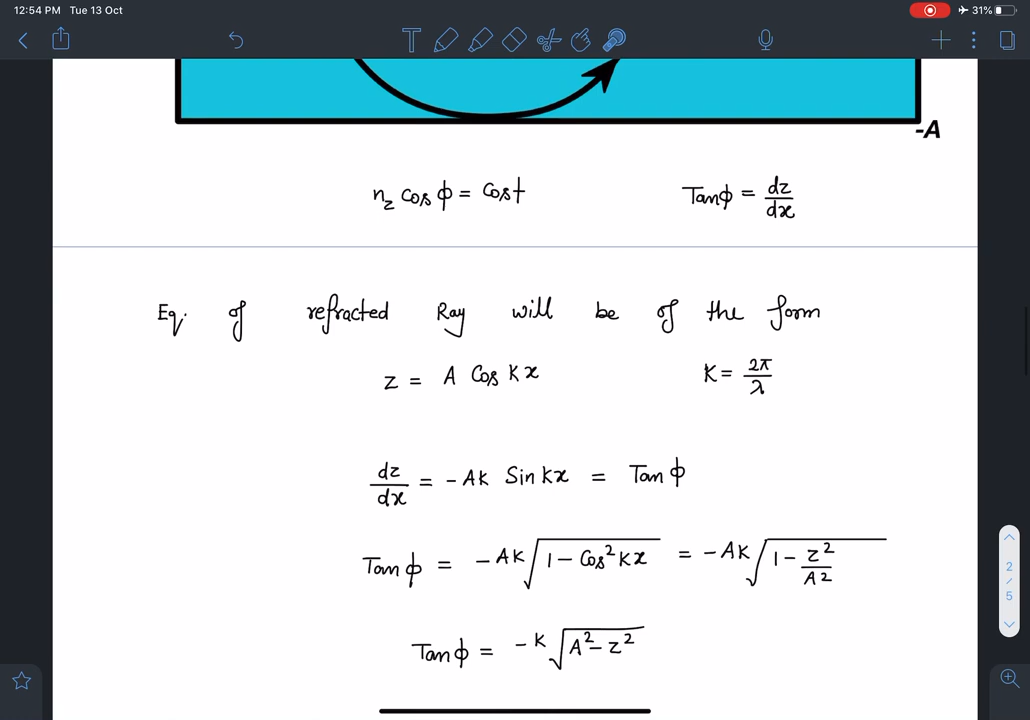 12:54 PM Tue 13 Oct 31%
T
-A
n_z cos ϕ = Cost Tanϕ = dz/dx
Eq. of refracted Ray will be of the form
z = A Cos Kx K = 2π/λ
dz/dx = - AK Sin kx = Tan ϕ
Tan ϕ = - AK √(1 - Cos² Kx) = - AK √(1 - z²/A²)
Tan ϕ = - K √(A² - z²)
2
/
5